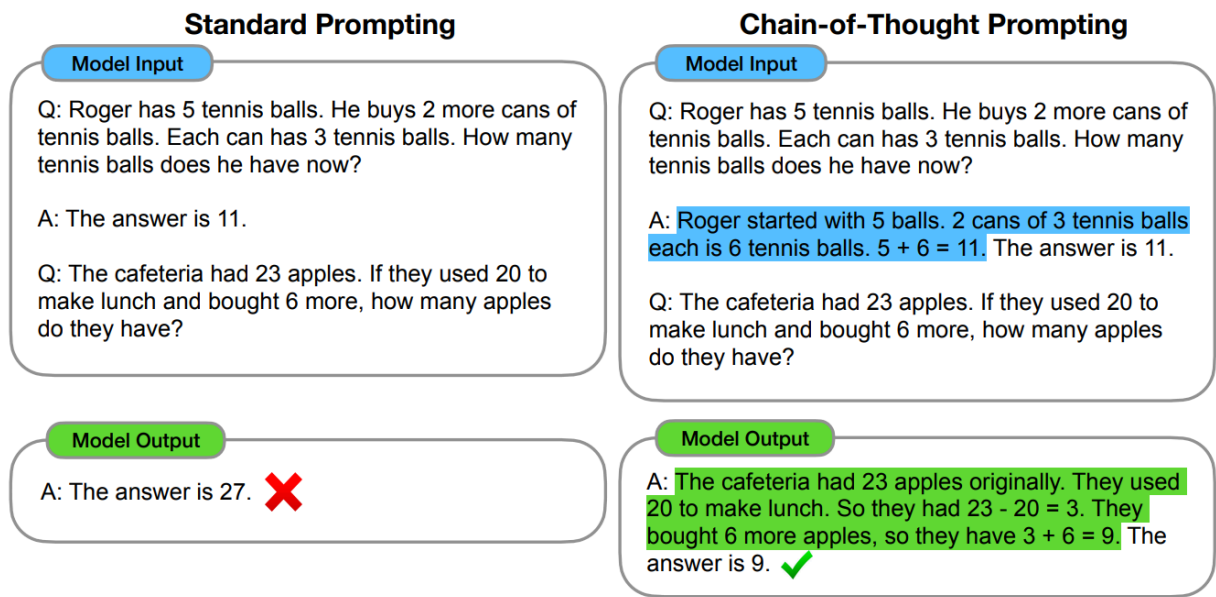 Standard Prompting
Model Input
Q: Roger has 5 tennis balls. He buys 2 more cans of
tennis balls. Each can has 3 tennis balls. How many
tennis balls does he have now?
A: The answer is 11.
Q: The cafeteria had 23 apples. If they used 20 to
make lunch and bought 6 more, how many apples
do they have?
Model Output
A: The answer is 27.
Chain-of-Thought Prompting
Model Input
Q: Roger has 5 tennis balls. He buys 2 more cans of
tennis balls. Each can has 3 tennis balls. How many
tennis balls does he have now?
A: Roger started with 5 balls. 2 cans of 3 tennis balls
each is 6 tennis balls. 5 + 6 = 11. The answer is 11.
Q: The cafeteria had 23 apples. If they used 20 to
make lunch and bought 6 more, how many apples
do they have?
Model Output
A: The cafeteria had 23 apples originally. They used
20 to make lunch. So they had 23 - 20 = 3. They
bought 6 more apples, so they have 3 + 6 = 9. The
answer is 9.